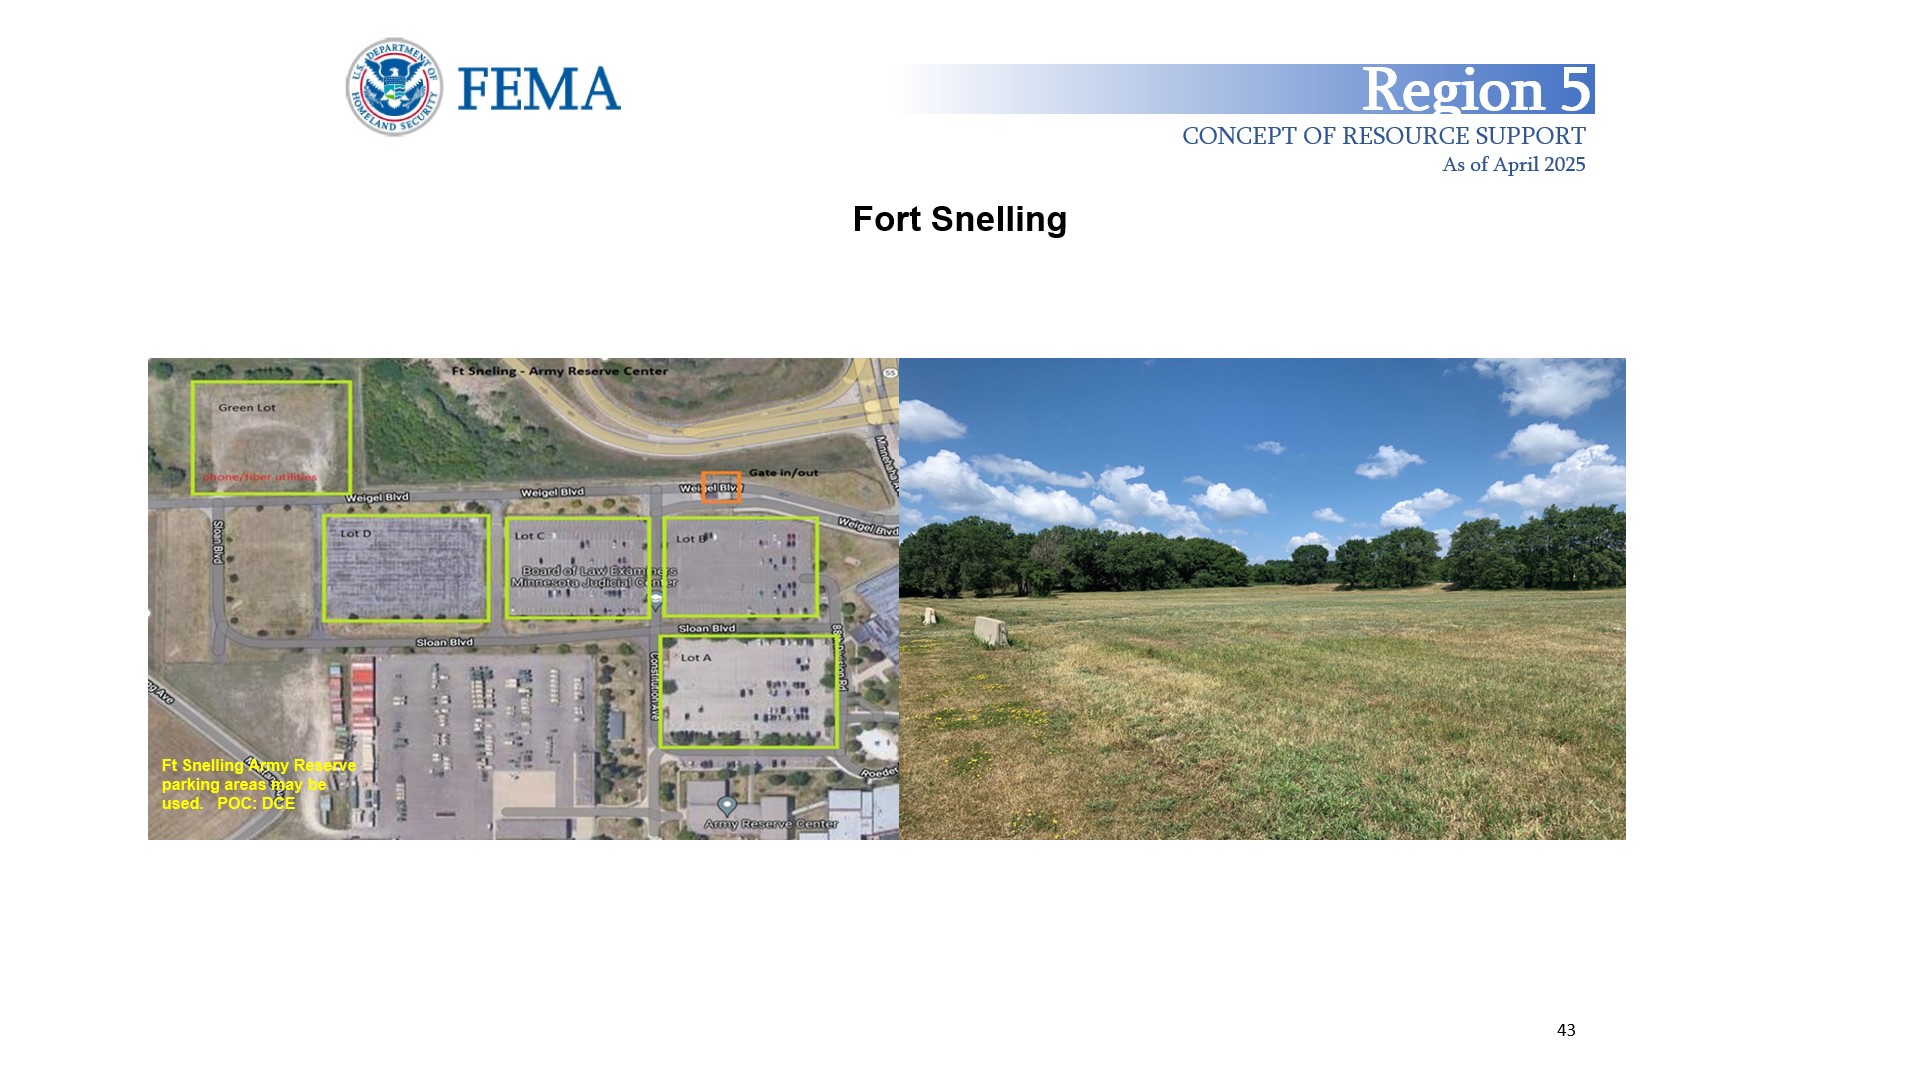 U.S. DEPARTMENT OF
HOMELAND SECURITY
FEMA
Region 5
CONCEPT OF RESOURCE SUPPORT
As of April 2025
Fort Snelling
Ft Sneling - Army Reserve Center
55
Green Lot
phone/fiber utilities
Gate in/out
Minnehaha A
Weigel Blvd
Weigel Blvd
Weigel Blvd
Weigel Blvd
Sloan Blvd
Lot D
Lot C
Lot B
Board of Law Examiners
Minnesota Judicial Center
Sloan Blvd
Sloan Blvd
Lot A
Constitution Ave
Roeder
Ft Snelling Army Reserve
parking areas may be
used. POC: DCE
Army Reserve Center
43